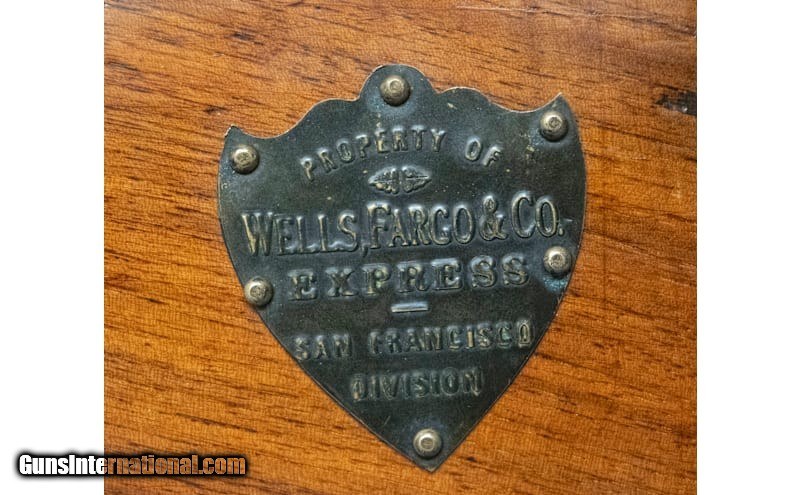 PROPERTY OF
WELLS, FARGO & CO.
EXPRESS
SAN FRANCISCO
DIVISION
GunsInternational.com